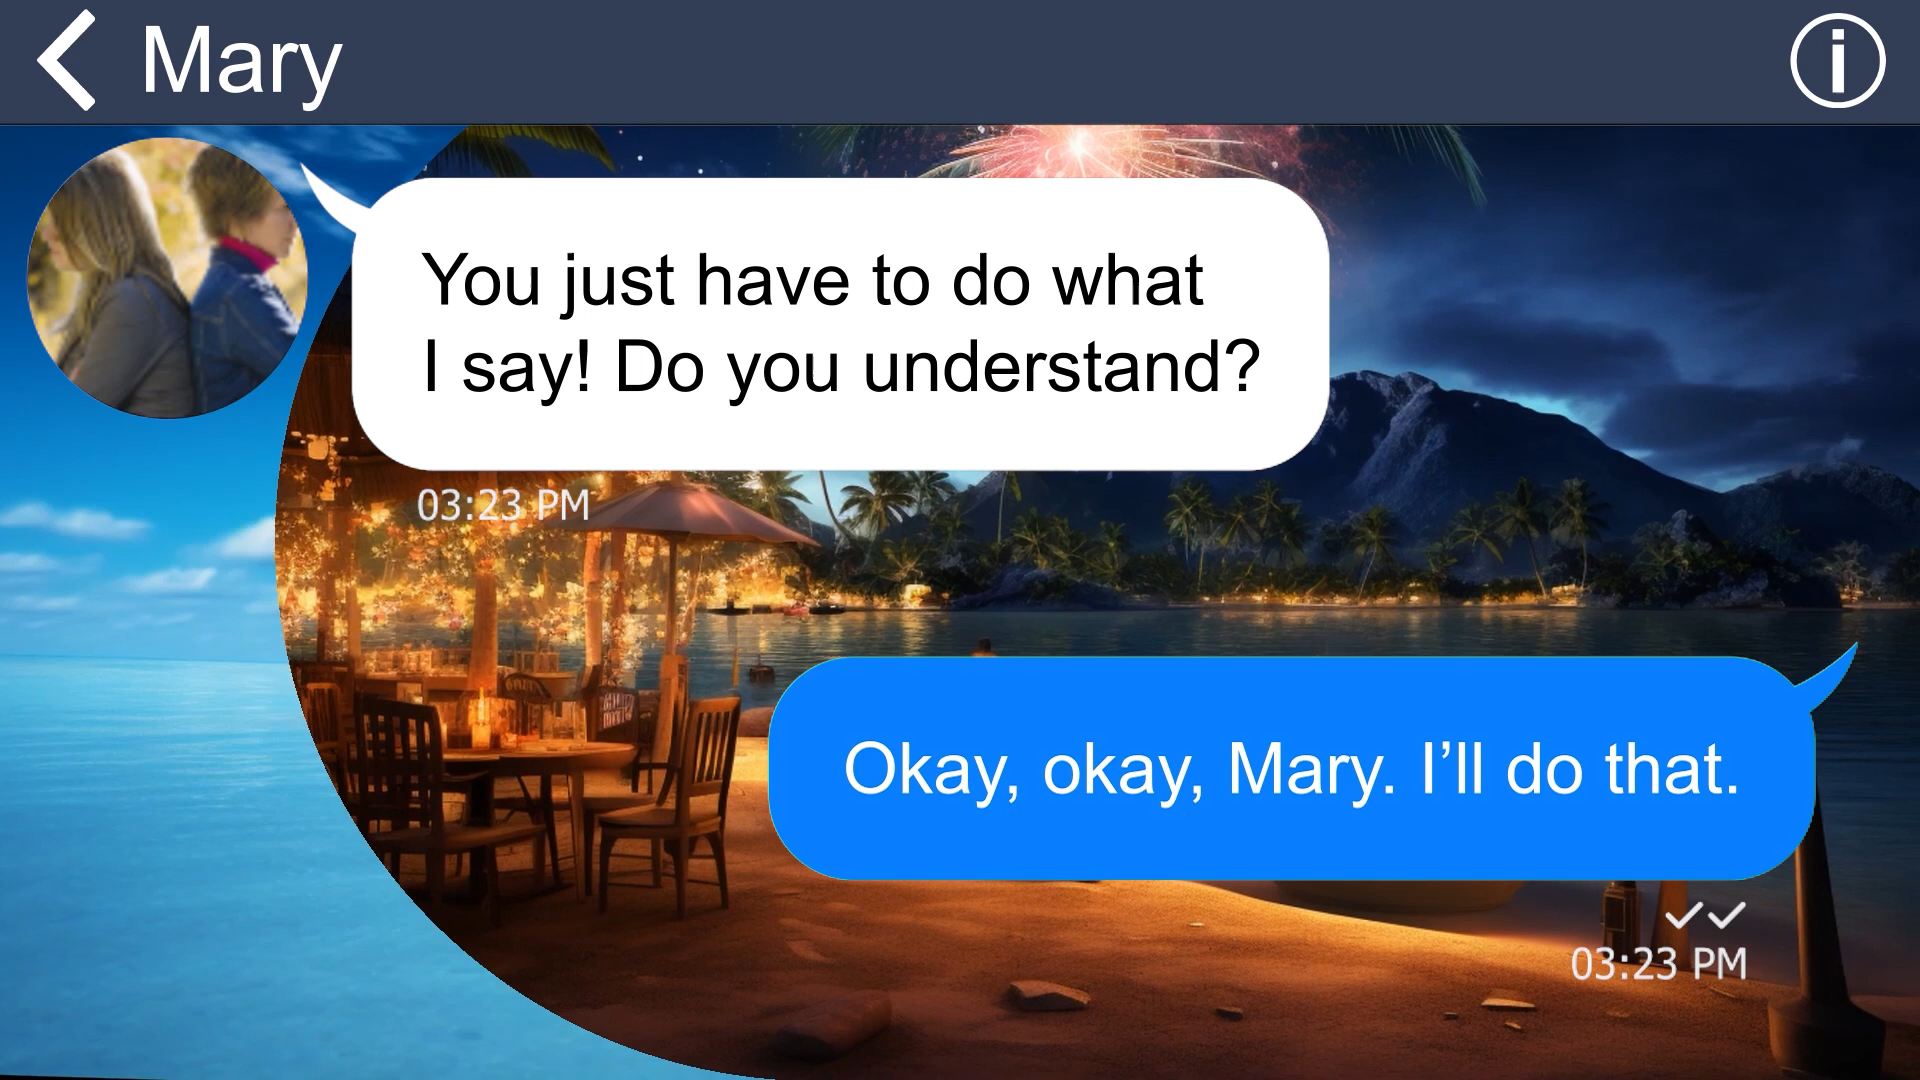 Mary
You just have to do what
I say! Do you understand?
03:23 PM
Okay, okay, Mary. I’ll do that.
03:23 PM